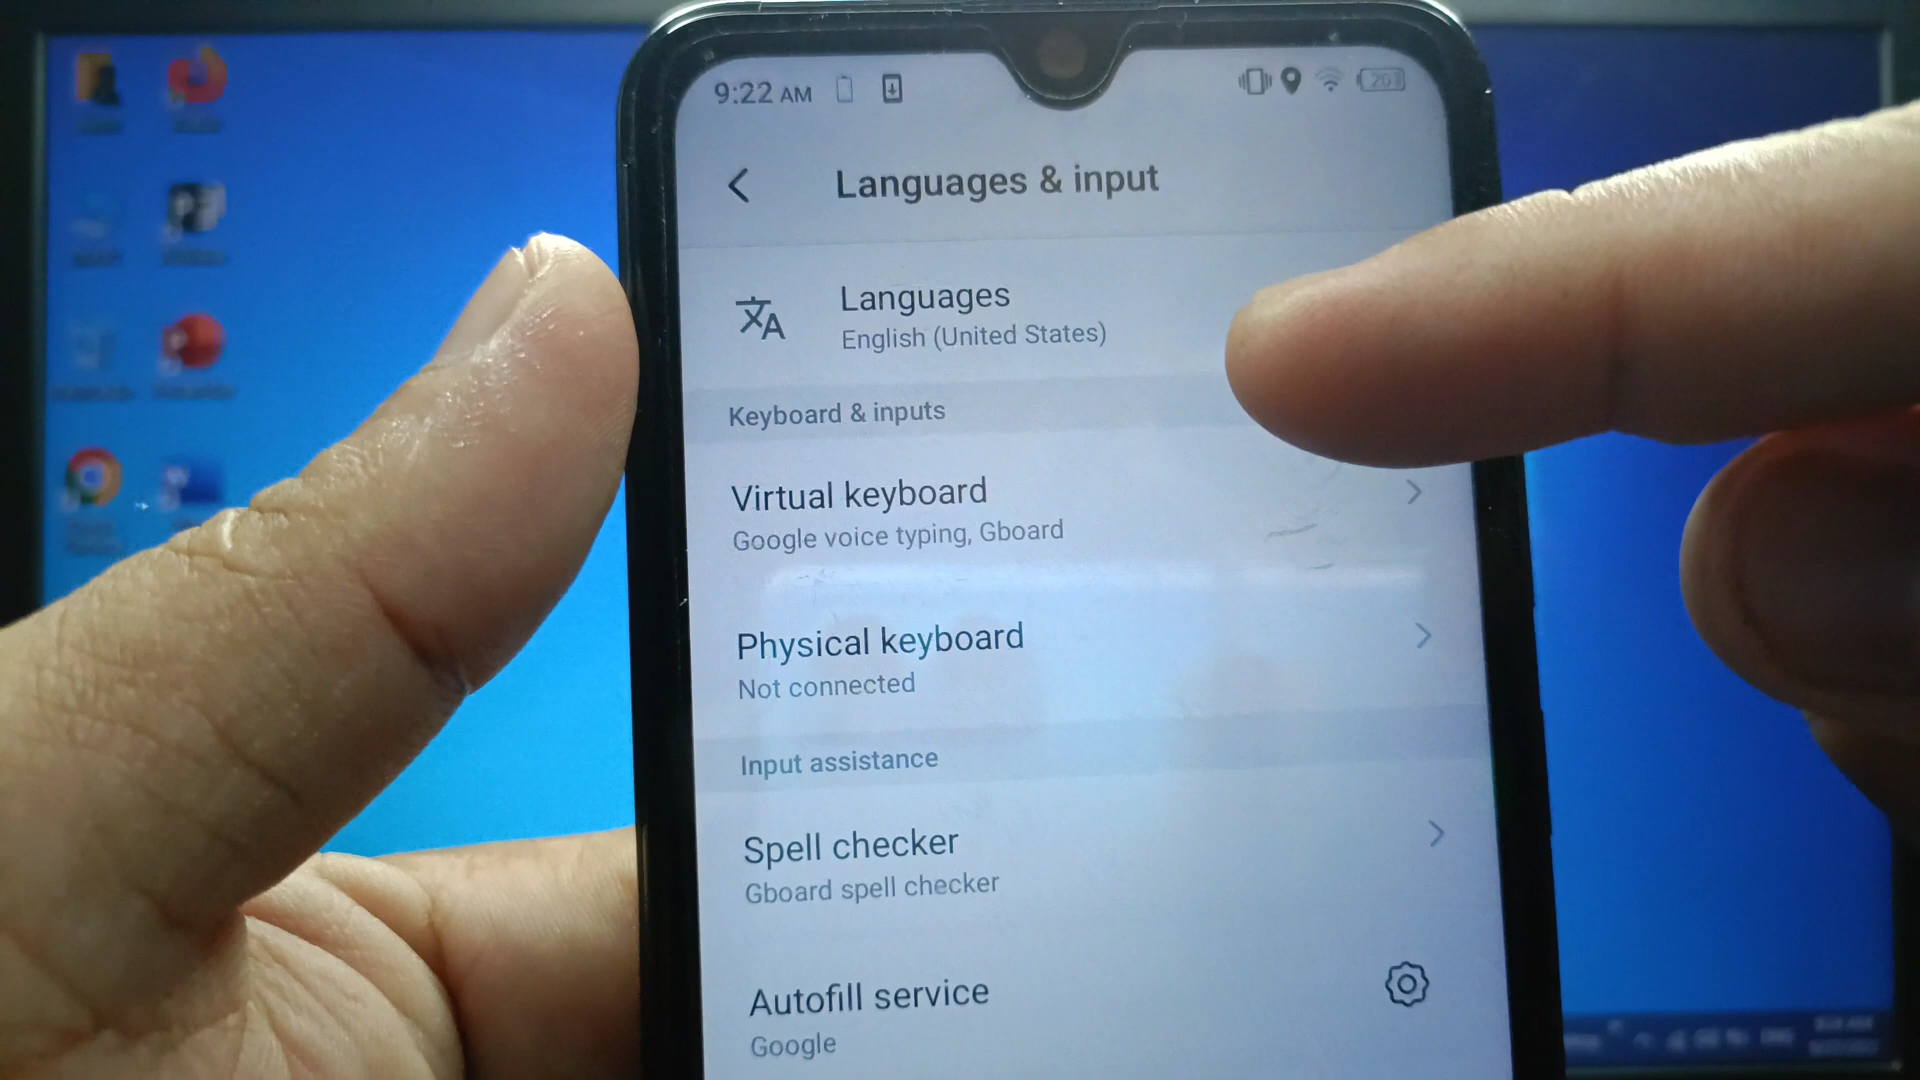 9:22 AM
20
Languages & input
Languages
English (United States)
Keyboard & inputs
Virtual keyboard
Google voice typing, Gboard
Physical keyboard
Not connected
Input assistance
Spell checker
Gboard spell checker
Autofill service
Google